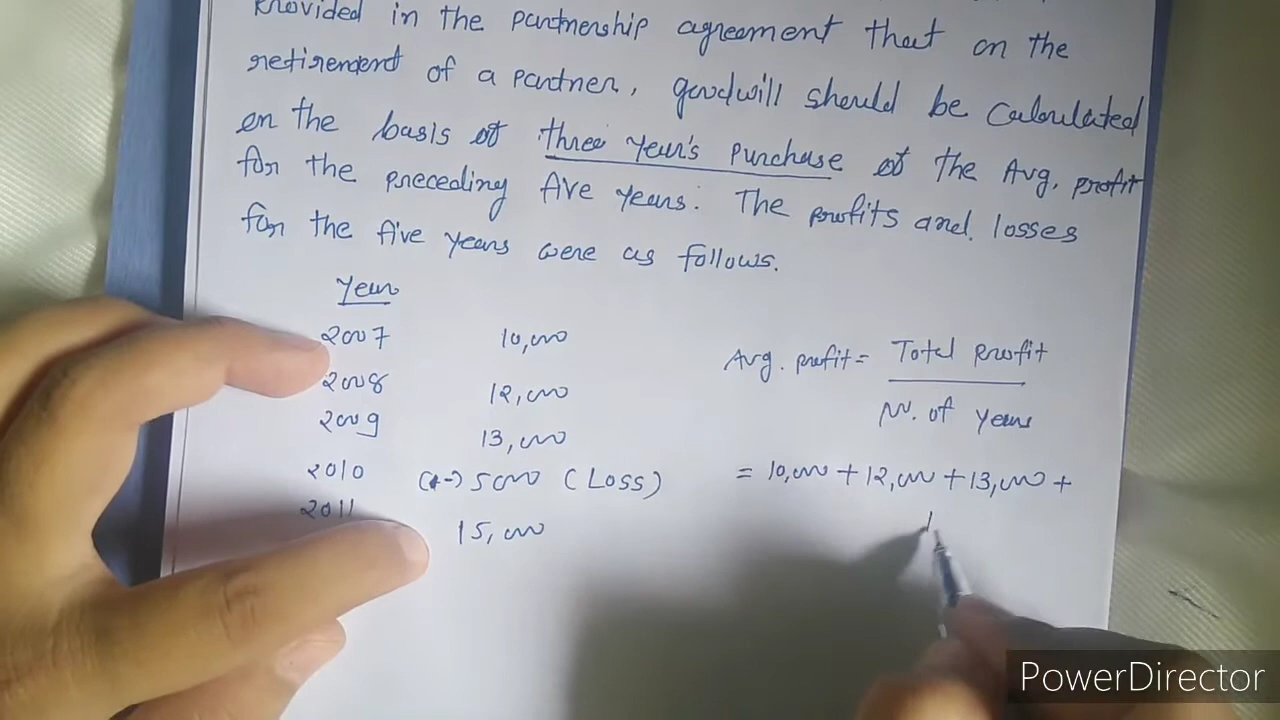 Provided in the partnership agreement that on the
retirement of a partner, goodwill should be calculated
on the basis of three year's purchase of the Avg. profit
for the preceding five years. The profits and losses
for the five years were as follows.
Year
2007 10,000
2008 12,000
2009 13,000
2010 (-) 5000 (Loss)
2011 15,000
Avg. profit = Total profit
No. of years
= 10,000 + 12,000 + 13,000 +
1
PowerDirector